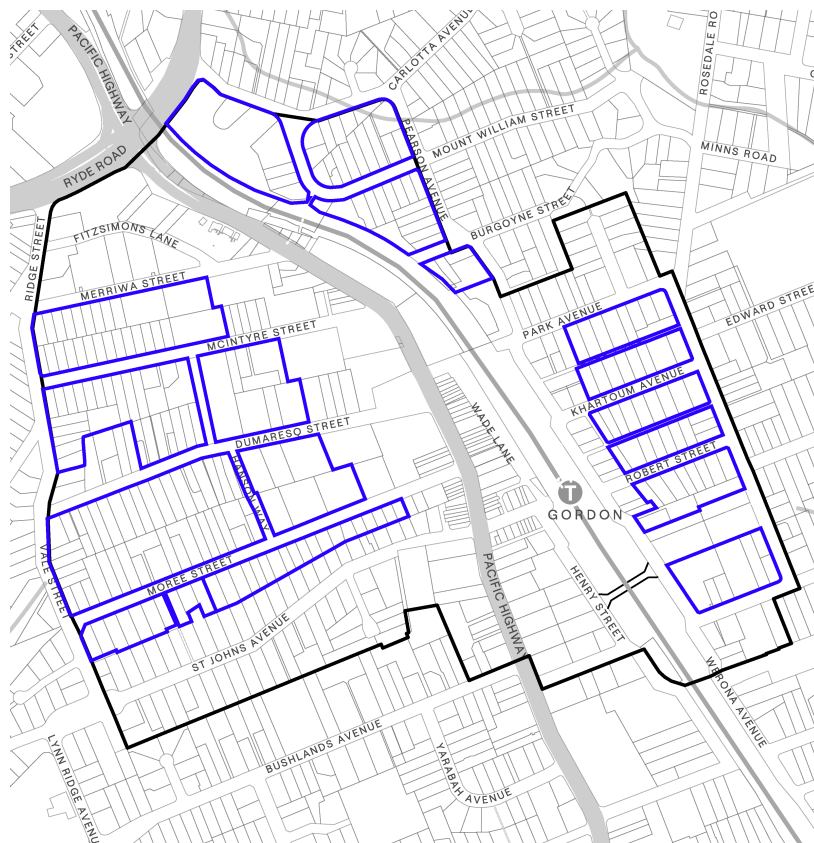 STREET
PACIFIC HIGHWAY
CARLOTTA AVENUE
ROSEDALE RO
MOUNT WILLIAM STREET
PEARSON AVENUE
MINNS ROAD
RYDE ROAD
BURGOYNE STREET
RIDGE STREET
FITZSIMONS LANE
MERRIWA STREET
PARK AVENUE
EDWARD STREE
MCINTYRE STREET
KHARTOUM AVENUE
WADE LANE
DUMARESQ STREET
ROBERT STREET
HANSON WAY
T
GORDON
VALE STREET
MOREE STREET
PACIFIC HIGHWAY
HENRY STREET
ST JOHNS AVENUE
WERONA AVENUE
BUSHLANDS AVENUE
LYNN RIDGE AVENU
YARABAH AVENUE